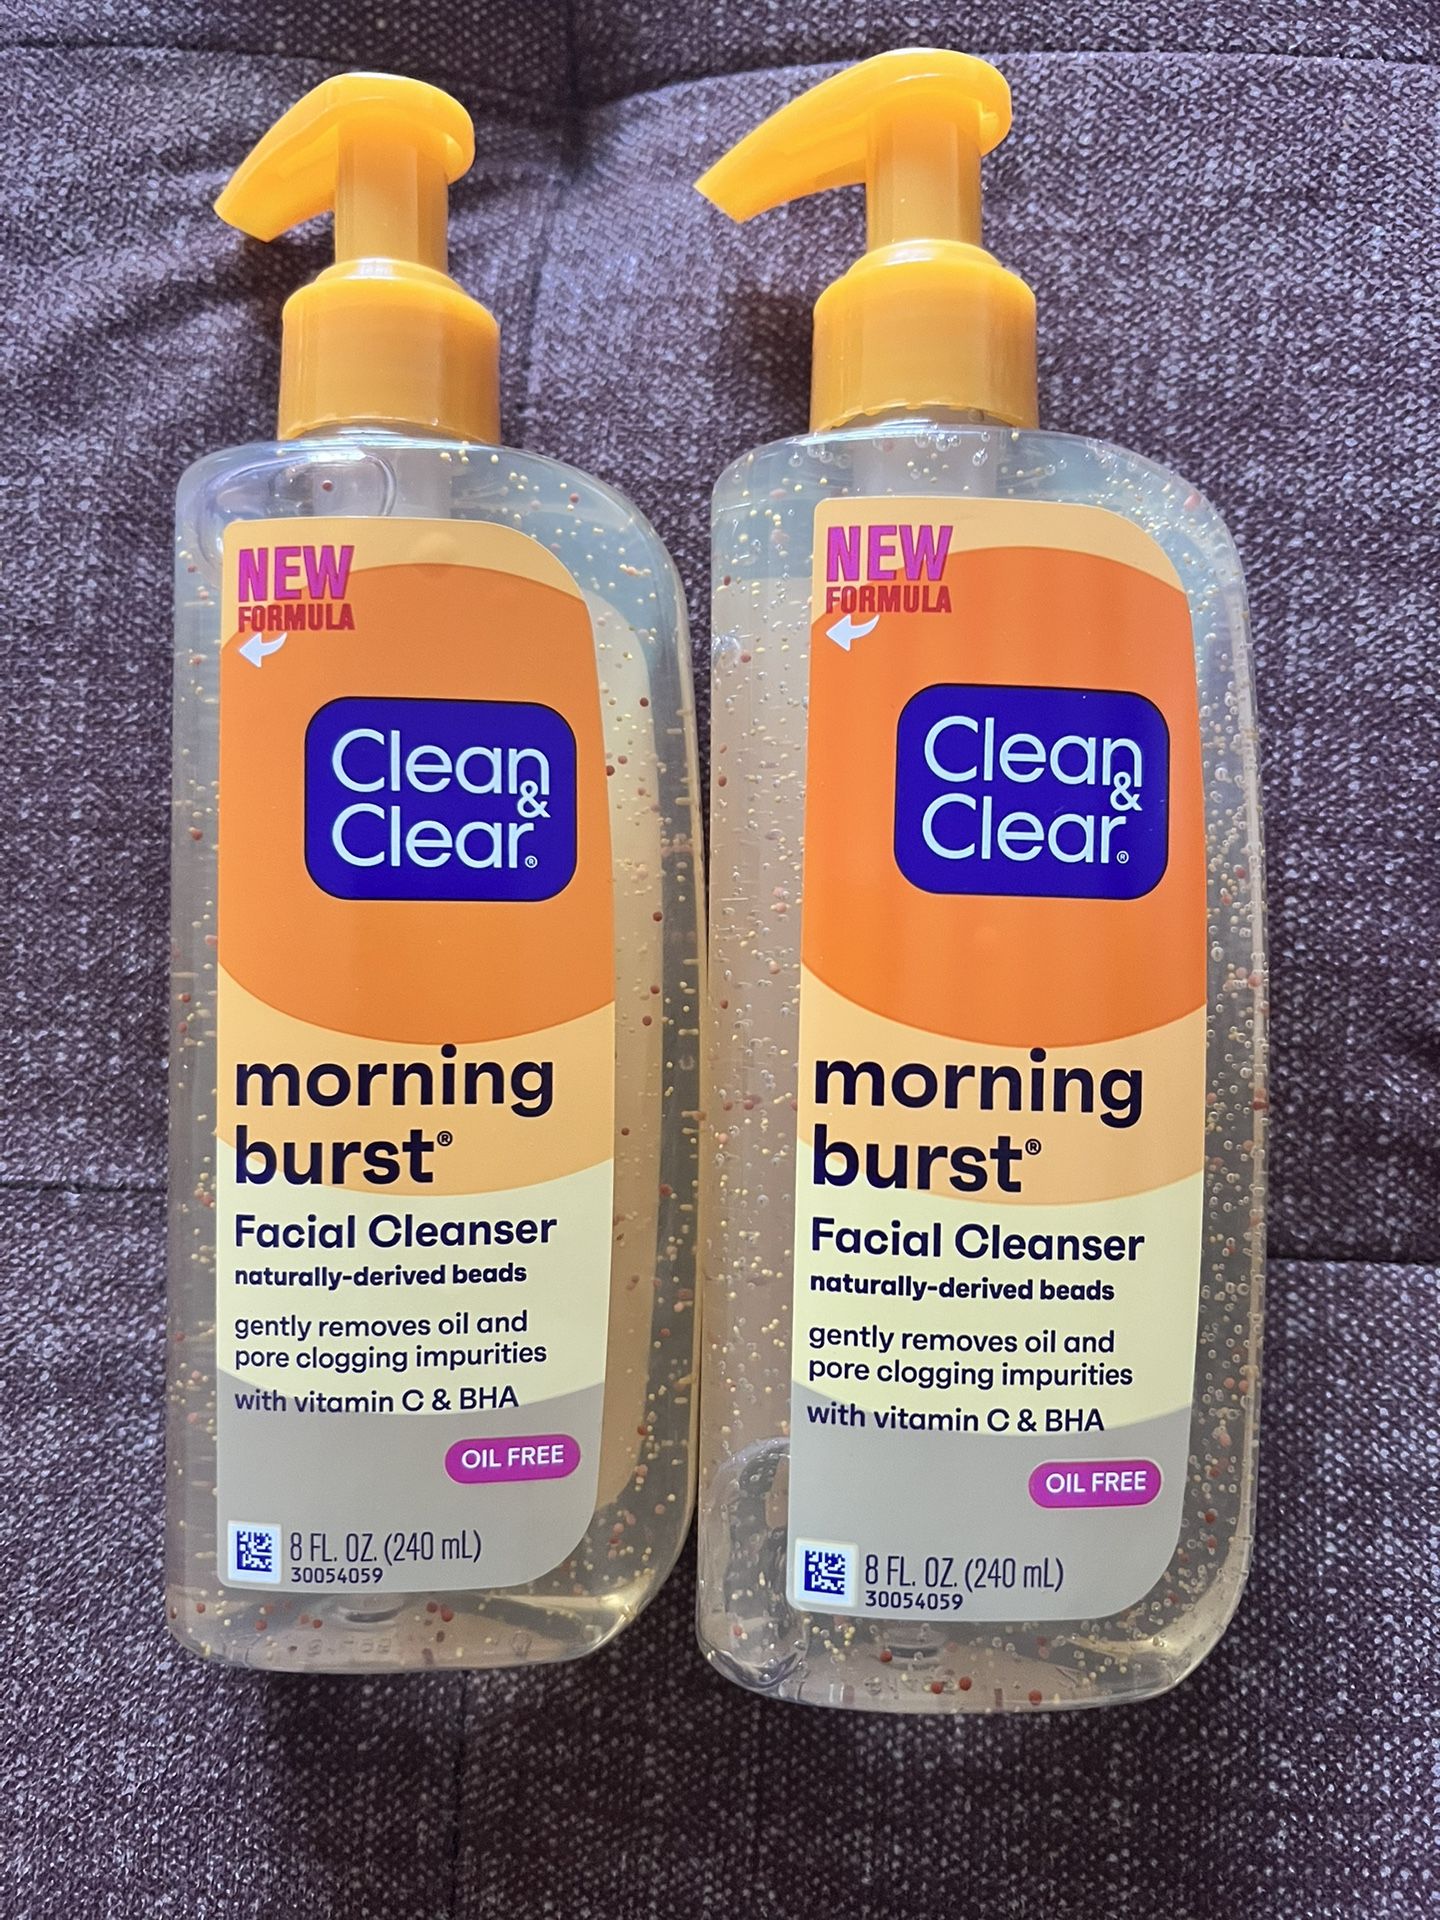 NEW
FORMULA
Clean
&
Clear®
morning
burst®
Facial Cleanser
naturally-derived beads
gently removes oil and
pore clogging impurities
with vitamin C & BHA
OIL FREE
8 FL. OZ. (240 mL)
30054059
NEW
FORMULA
Clean
&
Clear®
morning
burst®
Facial Cleanser
naturally-derived beads
gently removes oil and
pore clogging impurities
with vitamin C & BHA
OIL FREE
8 FL. OZ. (240 mL)
30054059